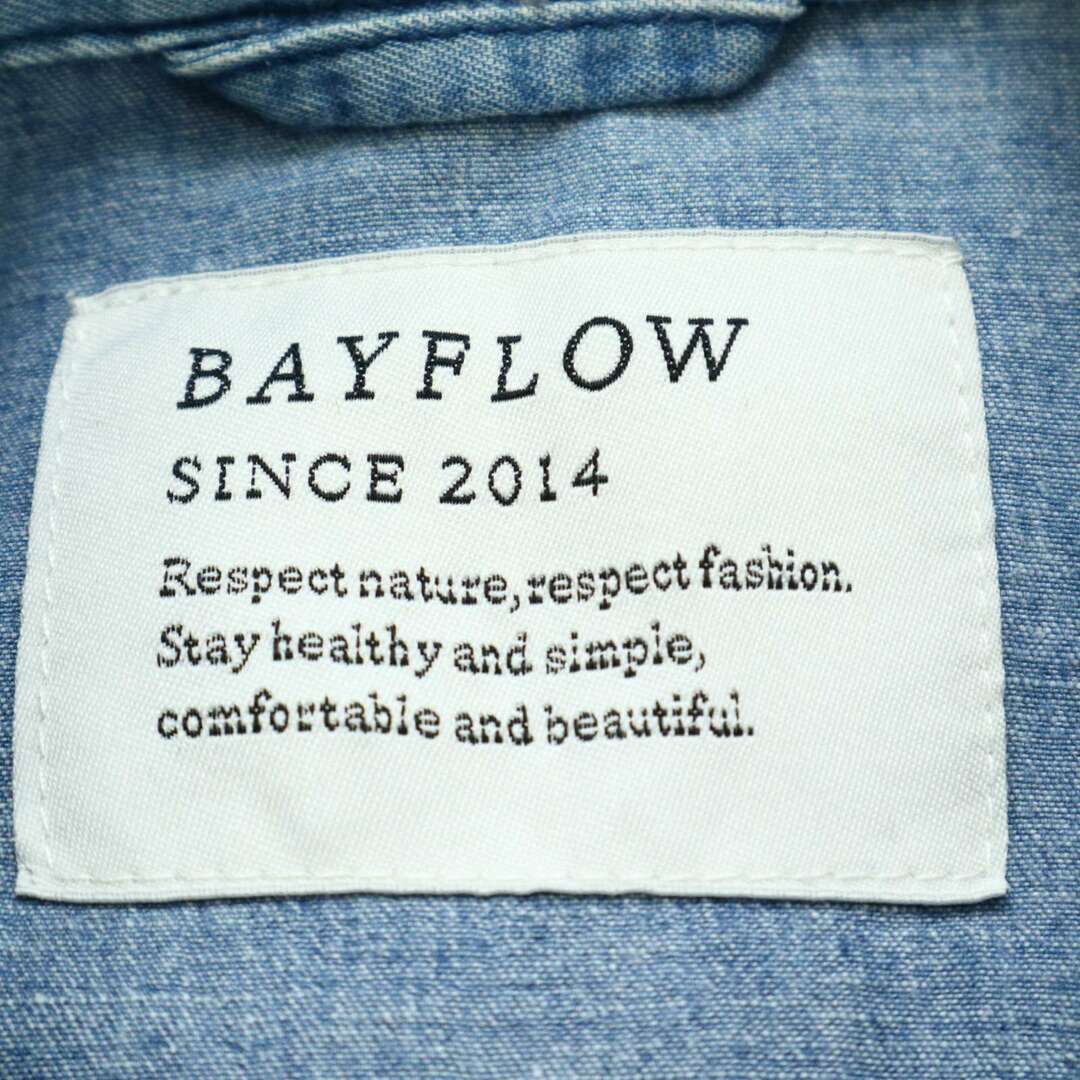 BAYFLOW
SINCE 2014
Respect nature, respect fashion.
Stay healthy and simple,
comfortable and beautiful.